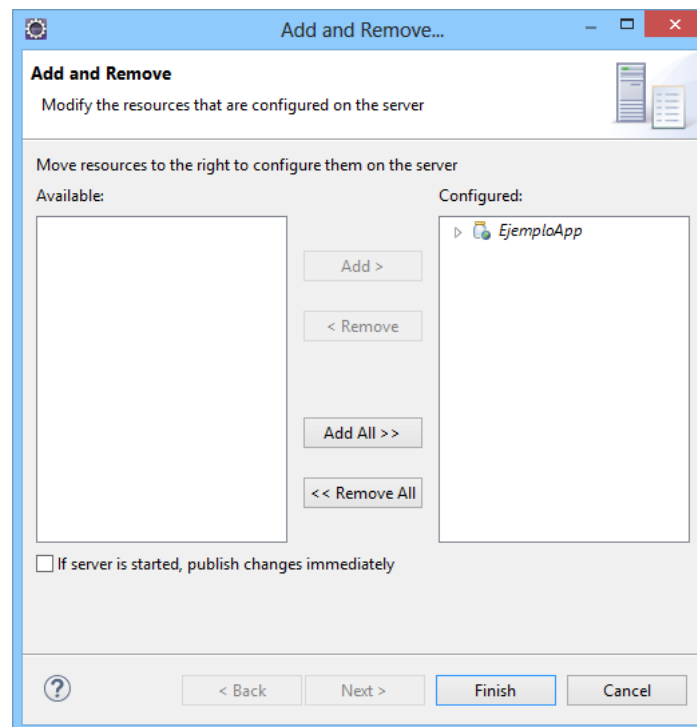 Add and Remove...
Add and Remove
Modify the resources that are configured on the server
Move resources to the right to configure them on the server
Available:
Configured:
EjemploApp
Add >
< Remove
Add All >>
<< Remove All
If server is started, publish changes immediately
?
< Back
Next >
Finish
Cancel